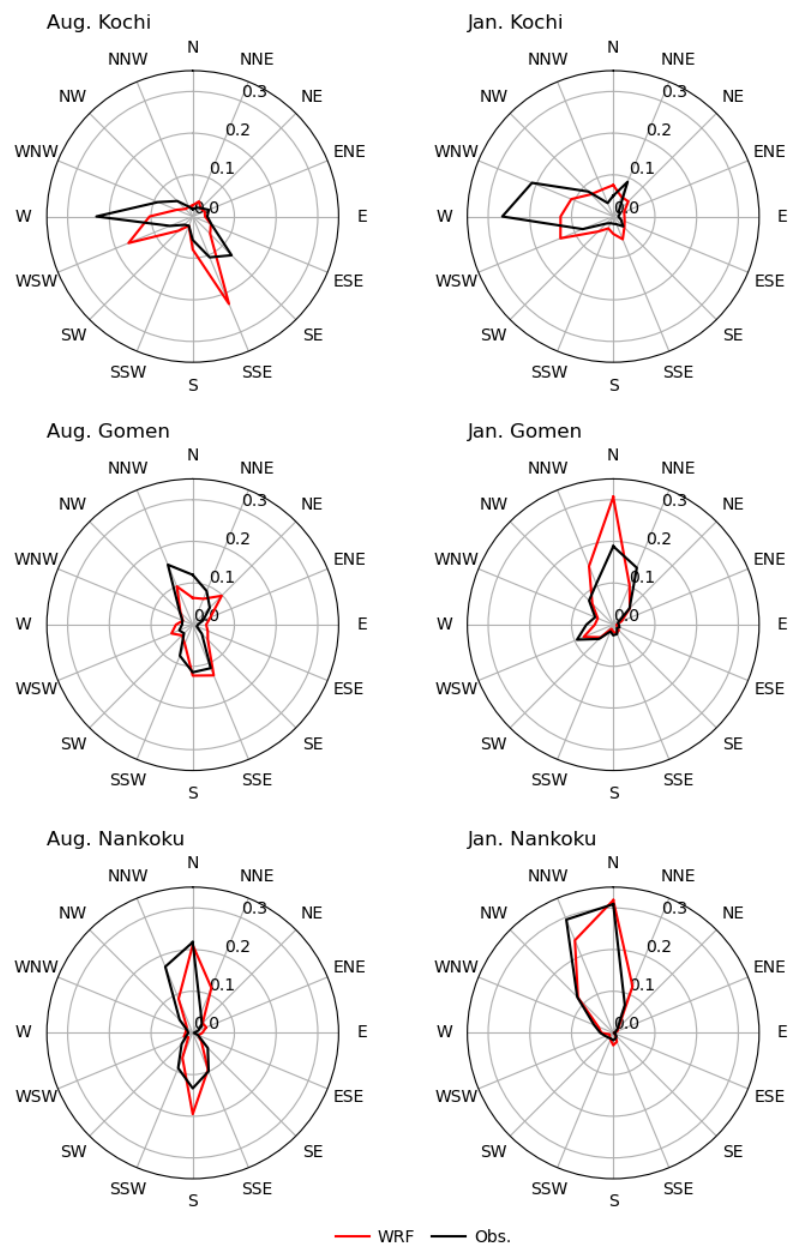 Aug. Kochi
Jan. Kochi
N
N
NNW
NNE
NNW
NNE
NW
0.3
NE
NW
0.3
NE
0.2
0.2
WNW
0.1
ENE
WNW
0.1
ENE
0.0
0.0
W
E
W
E
WSW
ESE
WSW
ESE
SW
SE
SW
SE
SSW
SSE
SSW
SSE
S
S
Aug. Gomen
Jan. Gomen
N
N
NNW
NNE
NNW
NNE
NW
0.3
NE
NW
0.3
NE
0.2
0.2
WNW
0.1
ENE
WNW
0.1
ENE
0.0
0.0
W
E
W
E
WSW
ESE
WSW
ESE
SW
SE
SW
SE
SSW
SSE
SSW
SSE
S
S
Aug. Nankoku
Jan. Nankoku
N
N
NNW
NNE
NNW
NNE
NW
0.3
NE
NW
0.3
NE
0.2
0.2
WNW
0.1
ENE
WNW
0.1
ENE
0.0
0.0
W
E
W
E
WSW
ESE
WSW
ESE
SW
SE
SW
SE
SSW
SSE
SSW
SSE
S
S
WRF
Obs.